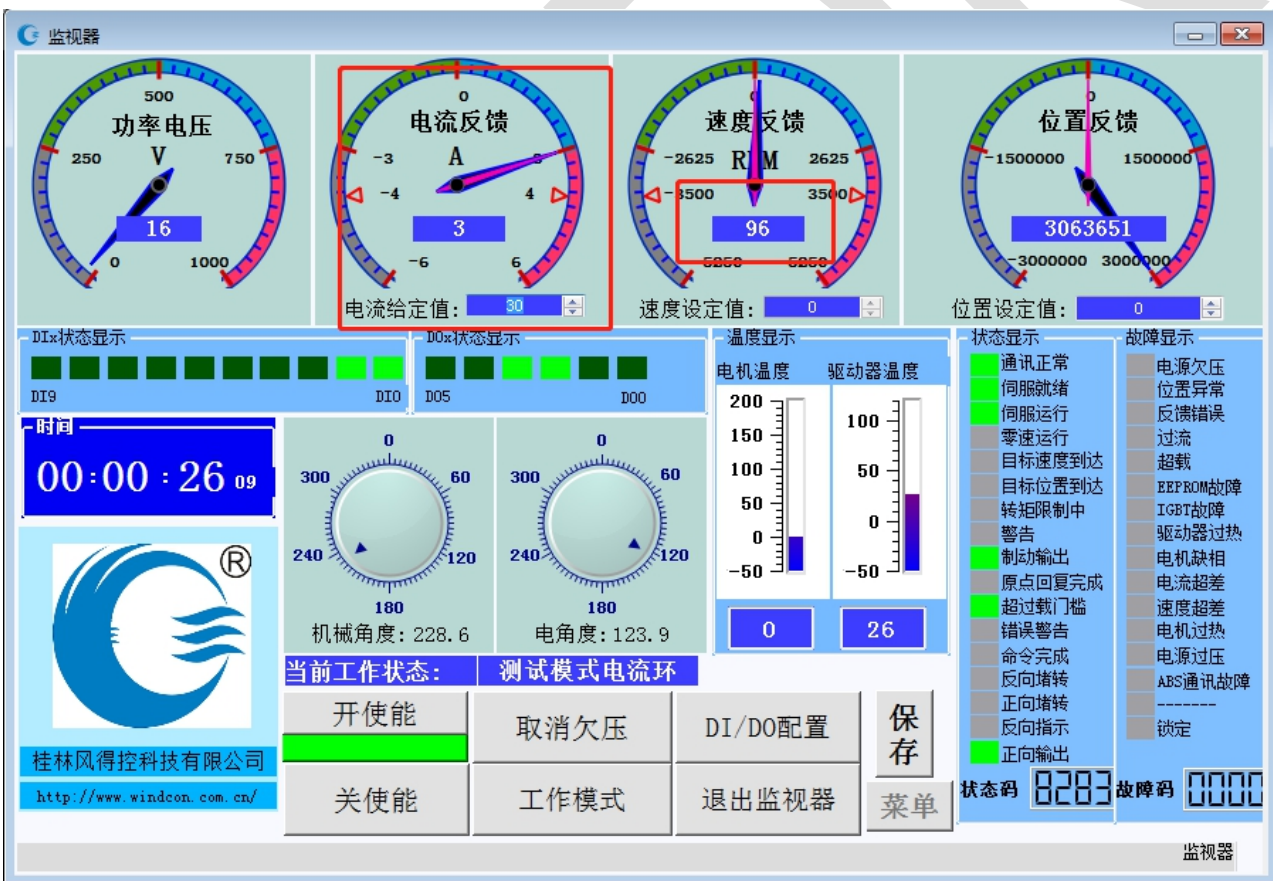 监视器
500
功率电压
250 V 750
16
0 1000
0
电流反馈
-3 A
-4 4
3
-6 6
电流给定值: 30
0
速度反馈
-2625 RPM 2625
-3500 3500
96
5250 5250
速度设定值: 0
0
位置反馈
-1500000 1500000
3063651
-3000000 3000000
位置设定值: 0
DIx状态显示
DI9 DI0
DOx状态显示
DO5 DO0
时间
00:00:26 09
0
300 60
240 120
180
机械角度:228.6
0
300 60
240 120
180
电角度:123.9
温度显示
电机温度 驱动器温度
200
150
100
50
0
-50
100
50
0
-50
0 26
状态显示
通讯正常
伺服就绪
伺服运行
零速运行
目标速度到达
目标位置到达
转矩限制中
警告
制动输出
原点回复完成
超过载门槛
错误警告
命令完成
反向堵转
正向堵转
反向指示
正向输出
状态码 8283
故障显示
电源欠压
位置异常
反馈错误
过流
超载
EEPROM故障
IGBT故障
驱动器过热
电机缺相
电流超差
速度超差
电机过热
电源过压
ABS通讯故障
-------
锁定
故障码 0000
®
桂林风得控科技有限公司
http://www.windcon.com.cn/
当前工作状态: 测试模式电流环
开使能
取消欠压
DI/DO配置
保存
关使能
工作模式
退出监视器
菜单
监视器